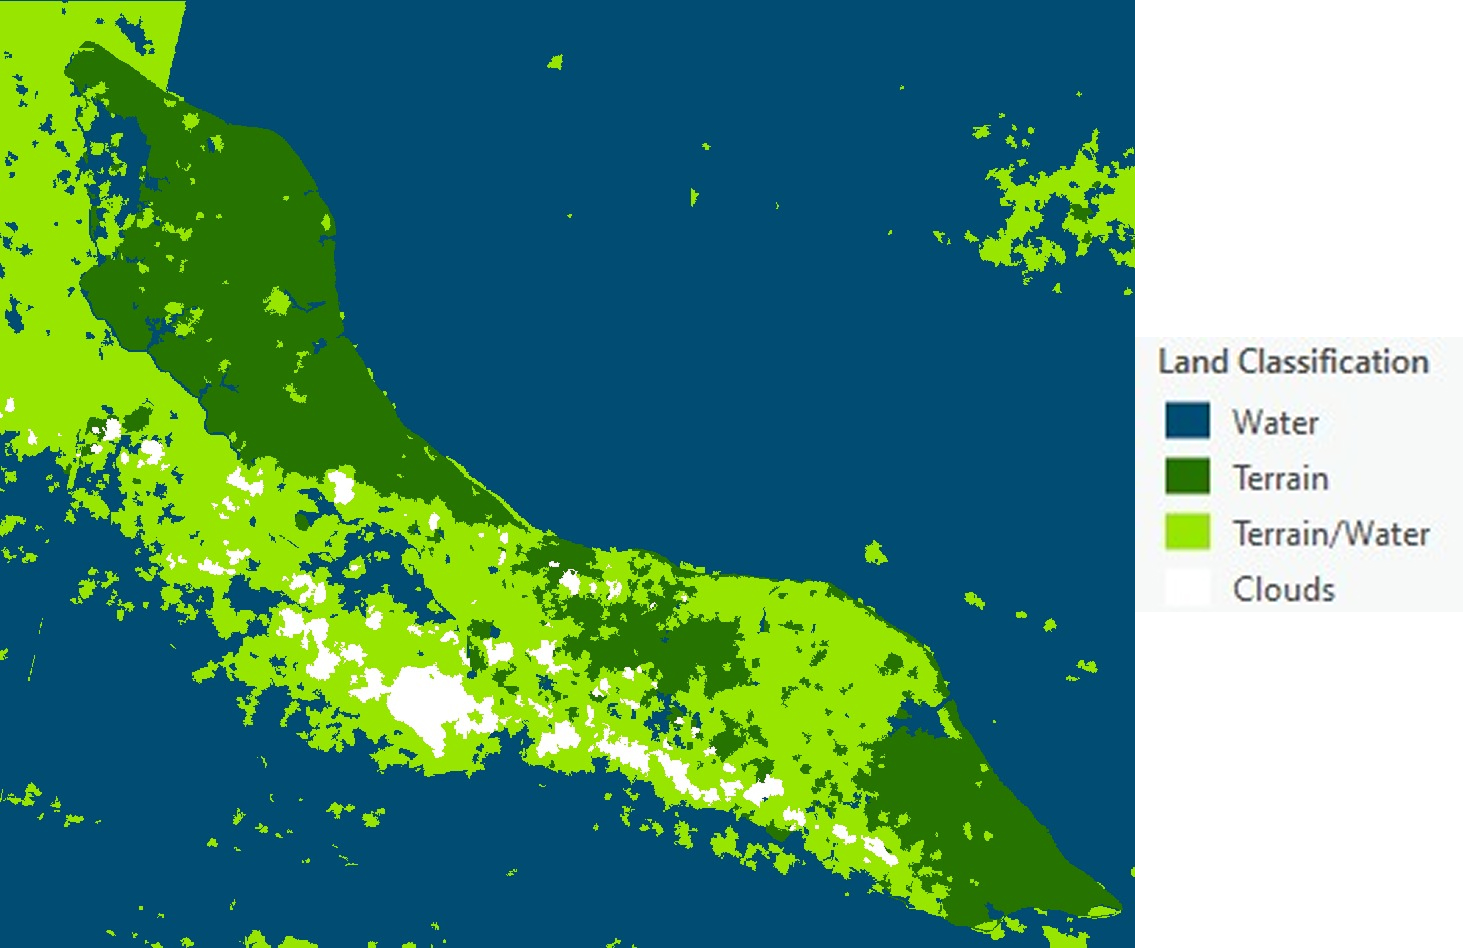 Land Classification
Water
Terrain
Terrain/Water
Clouds